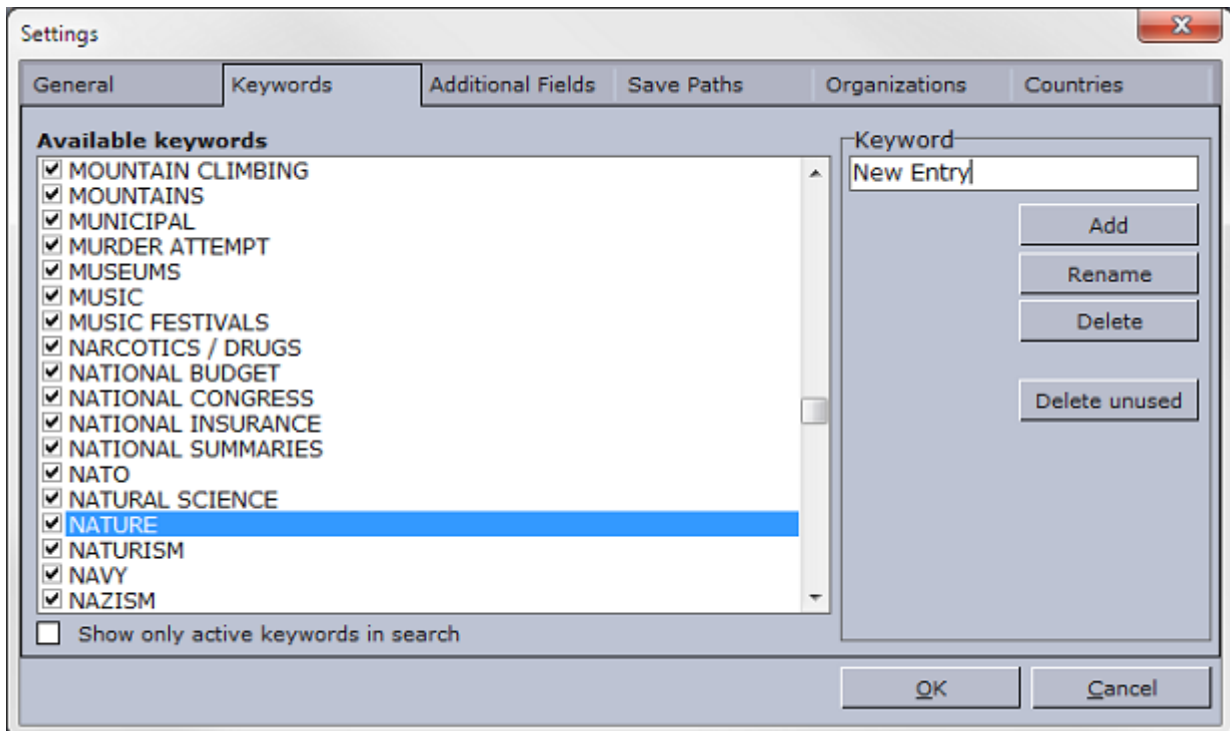 Settings
General Keywords Additional Fields Save Paths Organizations Countries
Available keywords
MOUNTAIN CLIMBING
MOUNTAINS
MUNICIPAL
MURDER ATTEMPT
MUSEUMS
MUSIC
MUSIC FESTIVALS
NARCOTICS / DRUGS
NATIONAL BUDGET
NATIONAL CONGRESS
NATIONAL INSURANCE
NATIONAL SUMMARIES
NATO
NATURAL SCIENCE
NATURE
NATURISM
NAVY
NAZISM
Show only active keywords in search
Keyword
New Entry
Add
Rename
Delete
Delete unused
OK Cancel